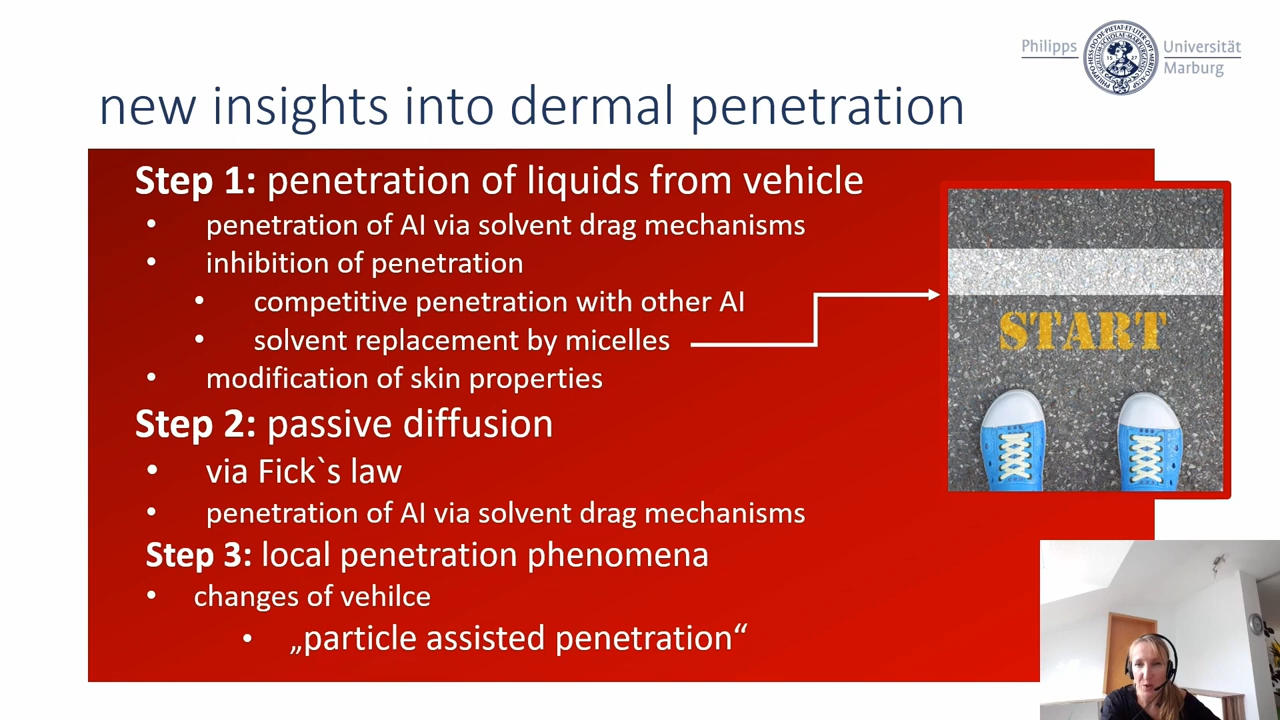 Philipps Universität
Marburg
new insights into dermal penetration
Step 1: penetration of liquids from vehicle
• penetration of AI via solvent drag mechanisms
• inhibition of penetration
• competitive penetration with other AI
• solvent replacement by micelles
• modification of skin properties
START
Step 2: passive diffusion
• via Fick`s law
• penetration of AI via solvent drag mechanisms
Step 3: local penetration phenomena
• changes of vehilce
• „particle assisted penetration“